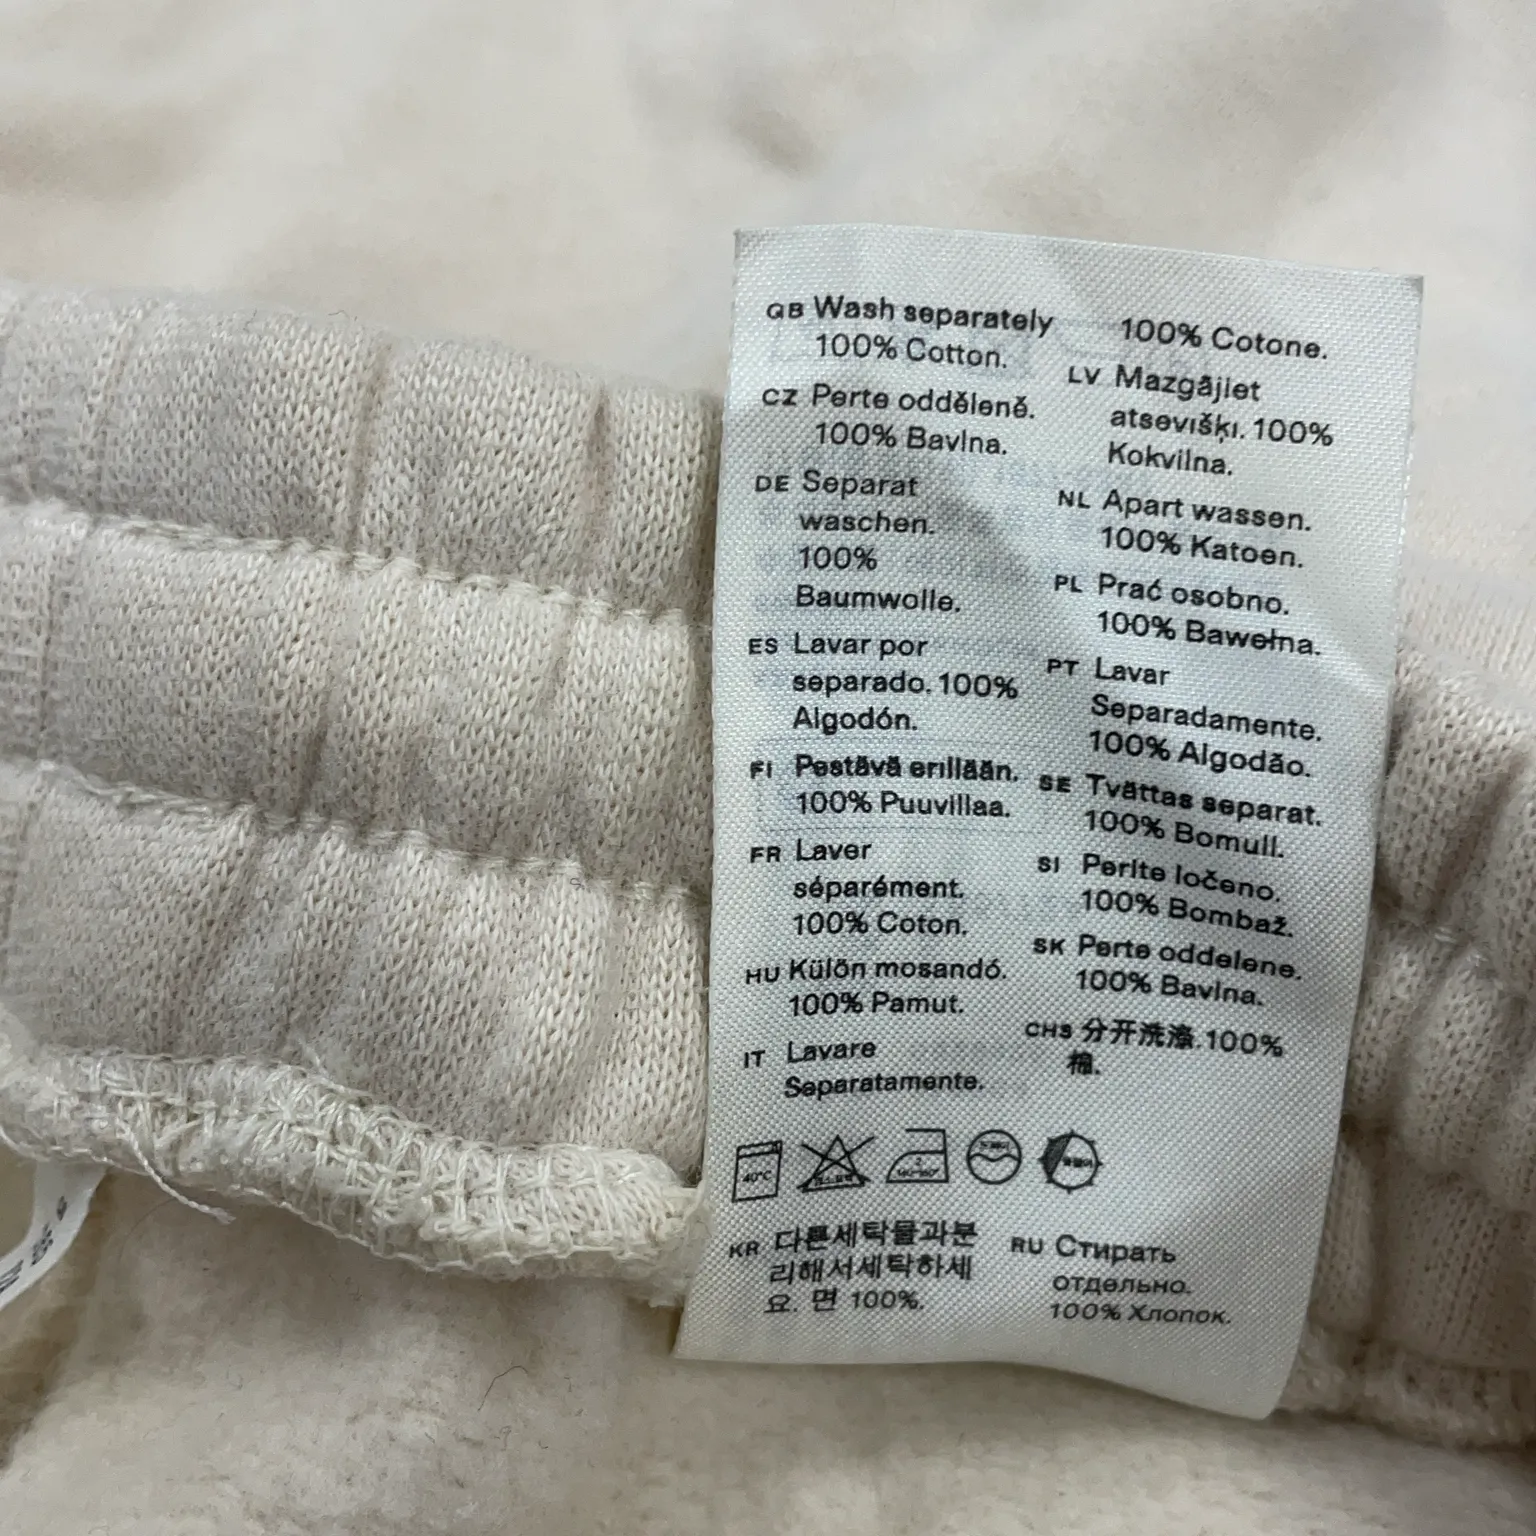 GB Wash separately
100% Cotton.
CZ Perte odděleně.
100% Bavlna.
DE Separat
waschen.
100%
Baumwolle.
ES Lavar por
separado. 100%
Algodón.
FI Pestävä erillään.
100% Puuvillaa.
FR Laver
séparément.
100% Coton.
HU Külön mosandó.
100% Pamut.
IT Lavare
Separatamente.
100% Cotone.
LV Mazgājiet
atsevišķi. 100%
Kokvilna.
NL Apart wassen.
100% Katoen.
PL Prać osobno.
100% Bawełna.
PT Lavar
Separadamente.
100% Algodão.
SE Tvättas separat.
100% Bomull.
SI Perite ločeno.
100% Bombaž.
SK Perte oddelene.
100% Bavlna.
CHS 分开洗涤. 100%
棉.
40°C
KR 다른세탁물과분
리해서세탁하세
요. 면 100%.
RU Стирать
отдельно.
100% Хлопок.